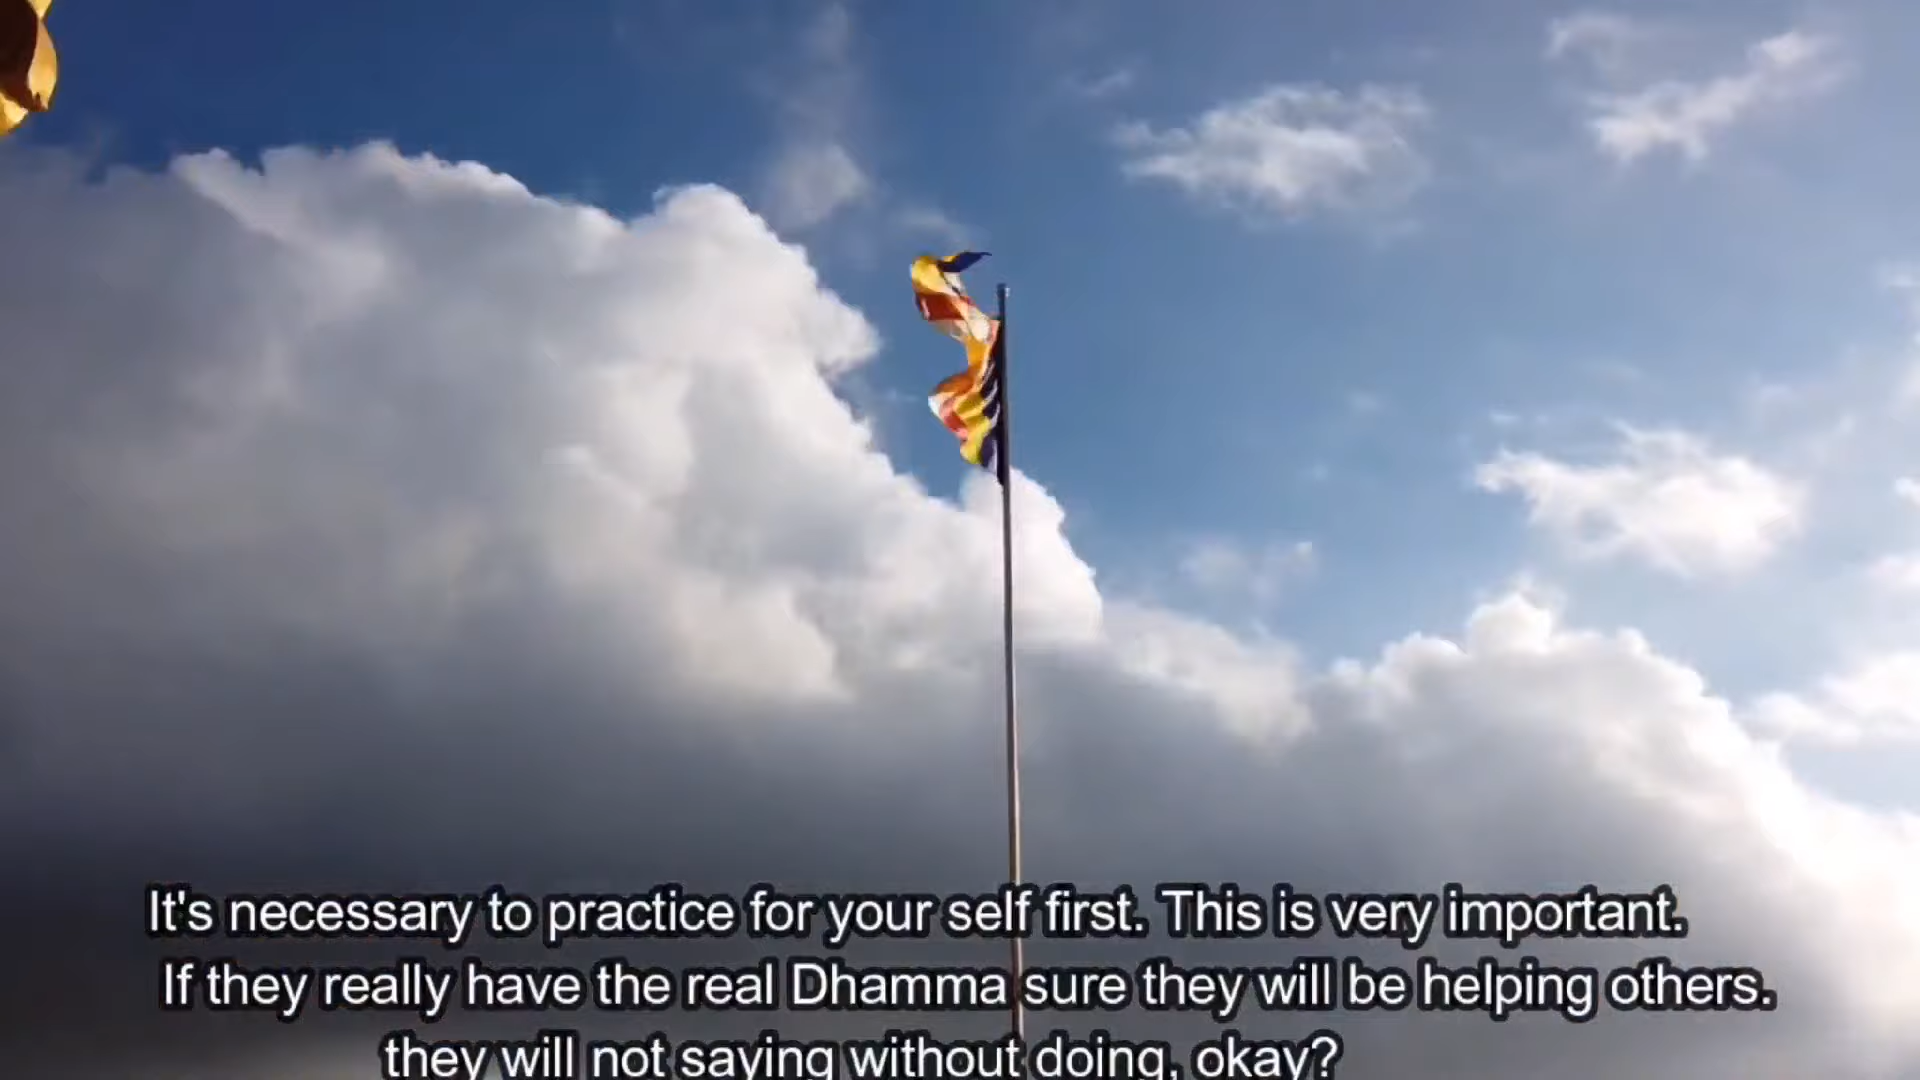 It's necessary to practice for your self first. This is very important.
If they really have the real Dhamma sure they will be helping others.
they will not saying without doing, okay?